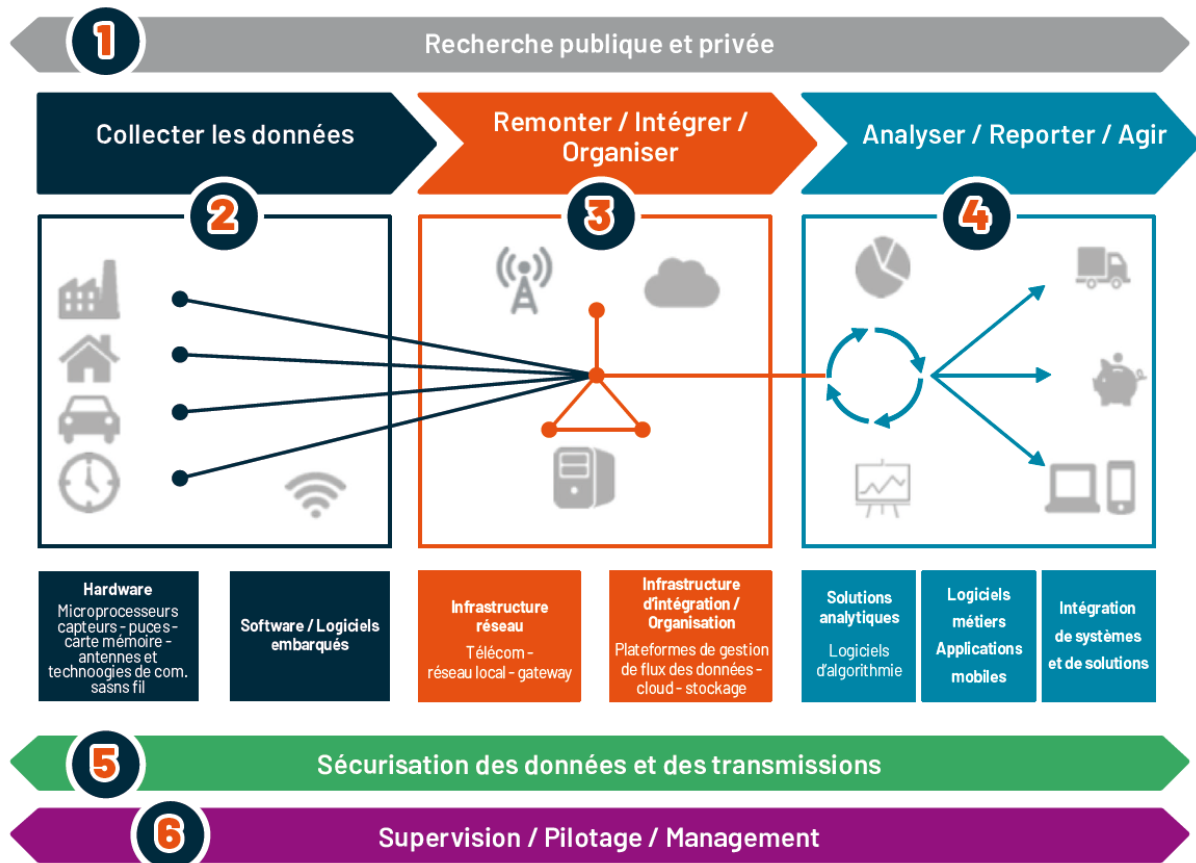 1
Recherche publique et privée
Collecter les données
Remonter / Intégrer /
Organiser
Analyser / Reporter / Agir
2
3
4
Hardware
Microprocesseurs
capteurs - puces -
carte mémoire -
antennes et
technoogies de com.
sasns fil
Software / Logiciels
embarqués
Infrastructure
réseau
Télécom -
réseau local - gateway
Infrastructure
d'intégration /
Organisation
Plateformes de gestion
de flux des données -
cloud - stockage
Solutions
analytiques
Logiciels
d'algorithmie
Logiciels
métiers
Applications
mobiles
Intégration
de systèmes
et de solutions
5
Sécurisation des données et des transmissions
6
Supervision / Pilotage / Management